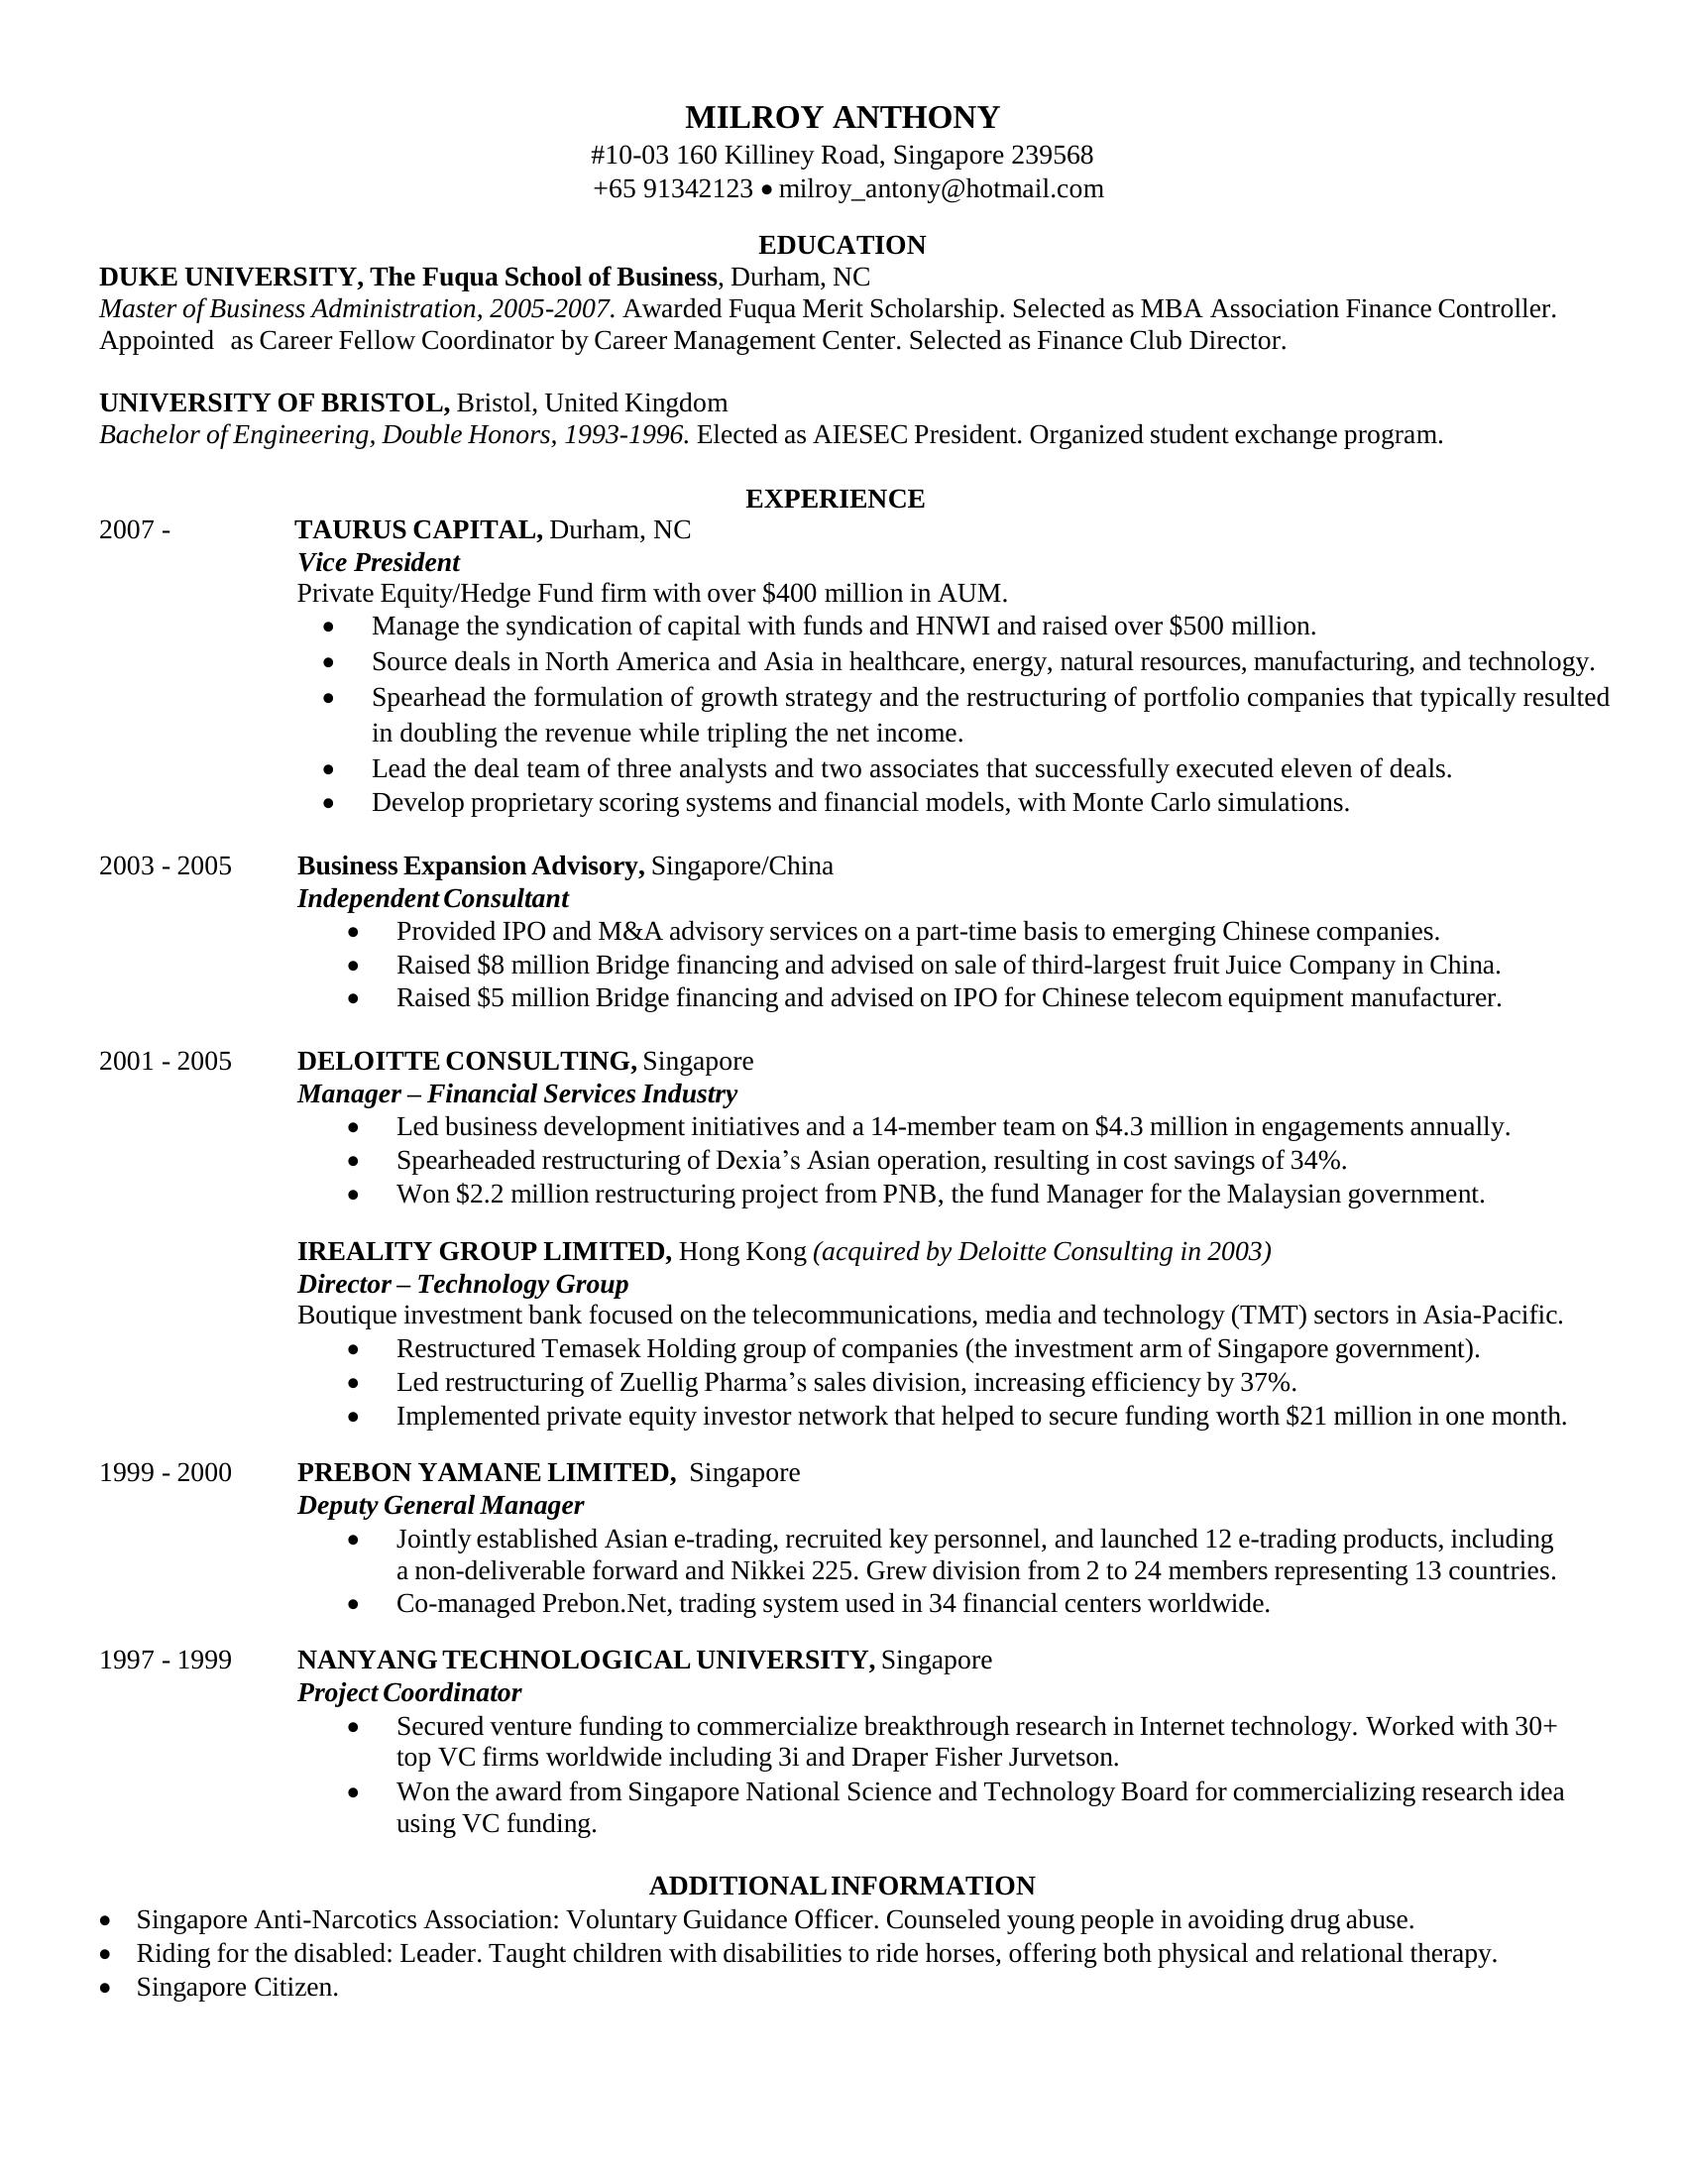 MILROY ANTHONY
#10-03 160 Killiney Road, Singapore 239568
+65 91342123 • milroy_antony@hotmail.com
EDUCATION
DUKE UNIVERSITY, The Fuqua School of Business, Durham, NC
Master of Business Administration, 2005-2007. Awarded Fuqua Merit Scholarship. Selected as MBA Association Finance Controller.
Appointed as Career Fellow Coordinator by Career Management Center. Selected as Finance Club Director.
UNIVERSITY OF BRISTOL, Bristol, United Kingdom
Bachelor of Engineering, Double Honors, 1993-1996. Elected as AIESEC President. Organized student exchange program.
EXPERIENCE
2007 - TAURUS CAPITAL, Durham, NC
Vice President
Private Equity/Hedge Fund firm with over $400 million in AUM.
• Manage the syndication of capital with funds and HNWI and raised over $500 million.
• Source deals in North America and Asia in healthcare, energy, natural resources, manufacturing, and technology.
• Spearhead the formulation of growth strategy and the restructuring of portfolio companies that typically resulted
in doubling the revenue while tripling the net income.
• Lead the deal team of three analysts and two associates that successfully executed eleven of deals.
• Develop proprietary scoring systems and financial models, with Monte Carlo simulations.
2003 - 2005 Business Expansion Advisory, Singapore/China
Independent Consultant
• Provided IPO and M&A advisory services on a part-time basis to emerging Chinese companies.
• Raised $8 million Bridge financing and advised on sale of third-largest fruit Juice Company in China.
• Raised $5 million Bridge financing and advised on IPO for Chinese telecom equipment manufacturer.
2001 - 2005 DELOITTE CONSULTING, Singapore
Manager – Financial Services Industry
• Led business development initiatives and a 14-member team on $4.3 million in engagements annually.
• Spearheaded restructuring of Dexia’s Asian operation, resulting in cost savings of 34%.
• Won $2.2 million restructuring project from PNB, the fund Manager for the Malaysian government.
IREALITY GROUP LIMITED, Hong Kong (acquired by Deloitte Consulting in 2003)
Director – Technology Group
Boutique investment bank focused on the telecommunications, media and technology (TMT) sectors in Asia-Pacific.
• Restructured Temasek Holding group of companies (the investment arm of Singapore government).
• Led restructuring of Zuellig Pharma’s sales division, increasing efficiency by 37%.
• Implemented private equity investor network that helped to secure funding worth $21 million in one month.
1999 - 2000 PREBON YAMANE LIMITED, Singapore
Deputy General Manager
• Jointly established Asian e-trading, recruited key personnel, and launched 12 e-trading products, including
a non-deliverable forward and Nikkei 225. Grew division from 2 to 24 members representing 13 countries.
• Co-managed Prebon.Net, trading system used in 34 financial centers worldwide.
1997 - 1999 NANYANG TECHNOLOGICAL UNIVERSITY, Singapore
Project Coordinator
• Secured venture funding to commercialize breakthrough research in Internet technology. Worked with 30+
top VC firms worldwide including 3i and Draper Fisher Jurvetson.
• Won the award from Singapore National Science and Technology Board for commercializing research idea
using VC funding.
ADDITIONAL INFORMATION
• Singapore Anti-Narcotics Association: Voluntary Guidance Officer. Counseled young people in avoiding drug abuse.
• Riding for the disabled: Leader. Taught children with disabilities to ride horses, offering both physical and relational therapy.
• Singapore Citizen.